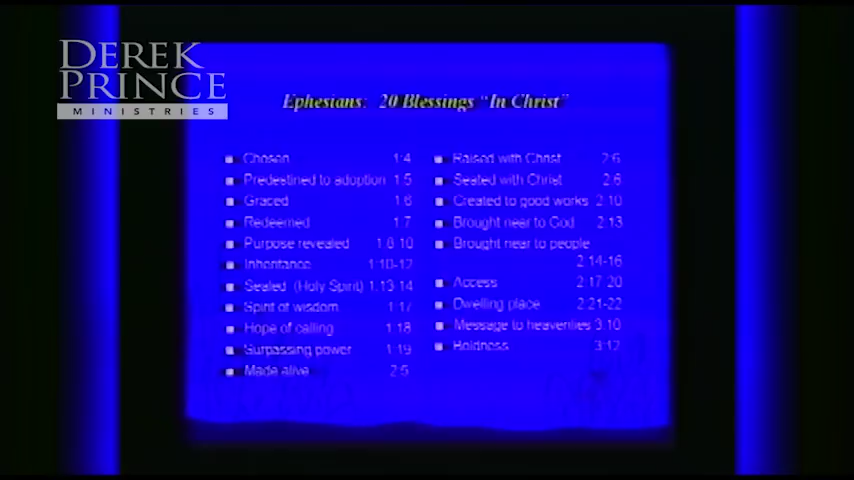 DEREK
PRINCE
MINISTRIES
Ephesians: 20 Blessings "In Christ"
Chosen 1:4
Predestined to adoption 1:5
Graced 1:6
Redeemed 1:7
Purpose revealed 1:8-10
Inheritance 1:10-12
Sealed (Holy Spirit) 1:13-14
Spirit of wisdom 1:17
Hope of calling 1:18
Surpassing power 1:19
Made alive 2:5
Raised with Christ 2:6
Seated with Christ 2:6
Created to good works 2:10
Brought near to God 2:13
Brought near to people
2:14-16
Access 2:17-20
Dwelling place 2:21-22
Message to heavenlies 3:10
Boldness 3:12